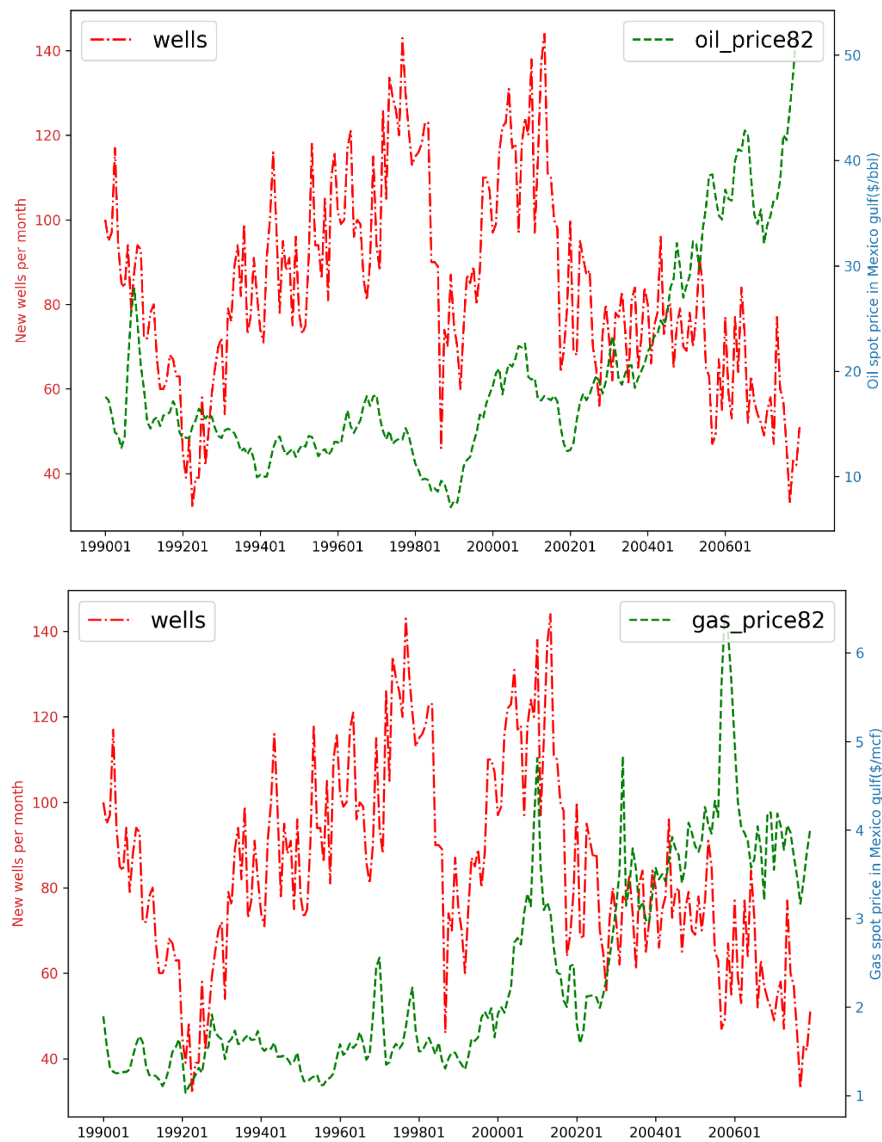 wells
oil_price82
140
120
100
80
60
40
New wells per month
50
40
30
20
10
Oil spot price in Mexico gulf($/bbl)
199001 199201 199401 199601 199801 200001 200201 200401 200601
wells
gas_price82
140
120
100
80
60
40
New wells per month
6
5
4
3
2
1
Gas spot price in Mexico gulf($/mcf)
199001 199201 199401 199601 199801 200001 200201 200401 200601